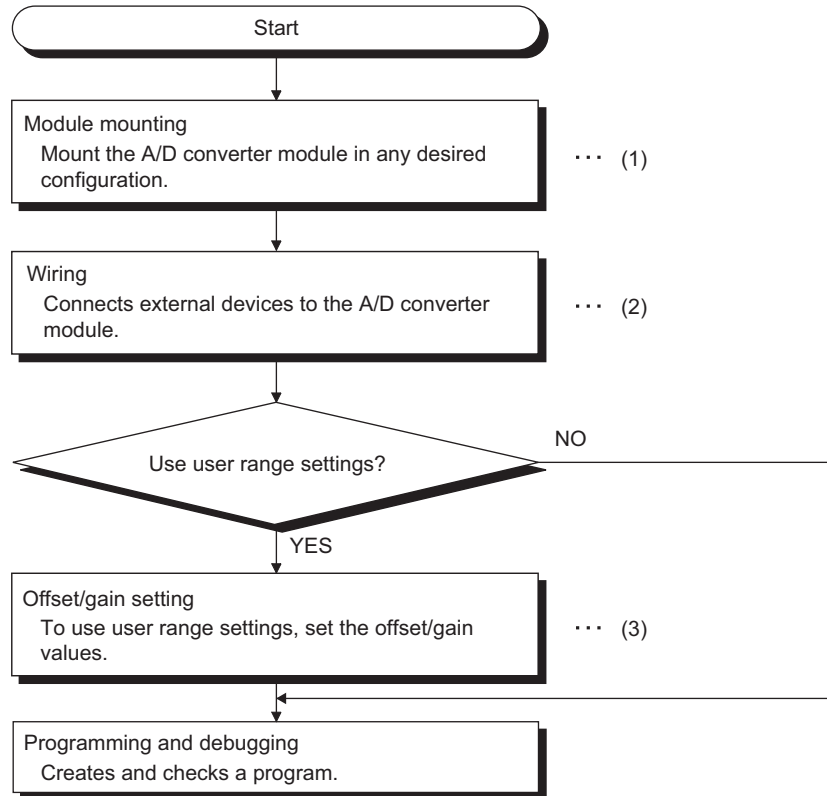 Start
Module mounting
Mount the A/D converter module in any desired
configuration.
··· (1)
Wiring
Connects external devices to the A/D converter
module.
··· (2)
Use user range settings?
NO
YES
Offset/gain setting
To use user range settings, set the offset/gain
values.
··· (3)
Programming and debugging
Creates and checks a program.